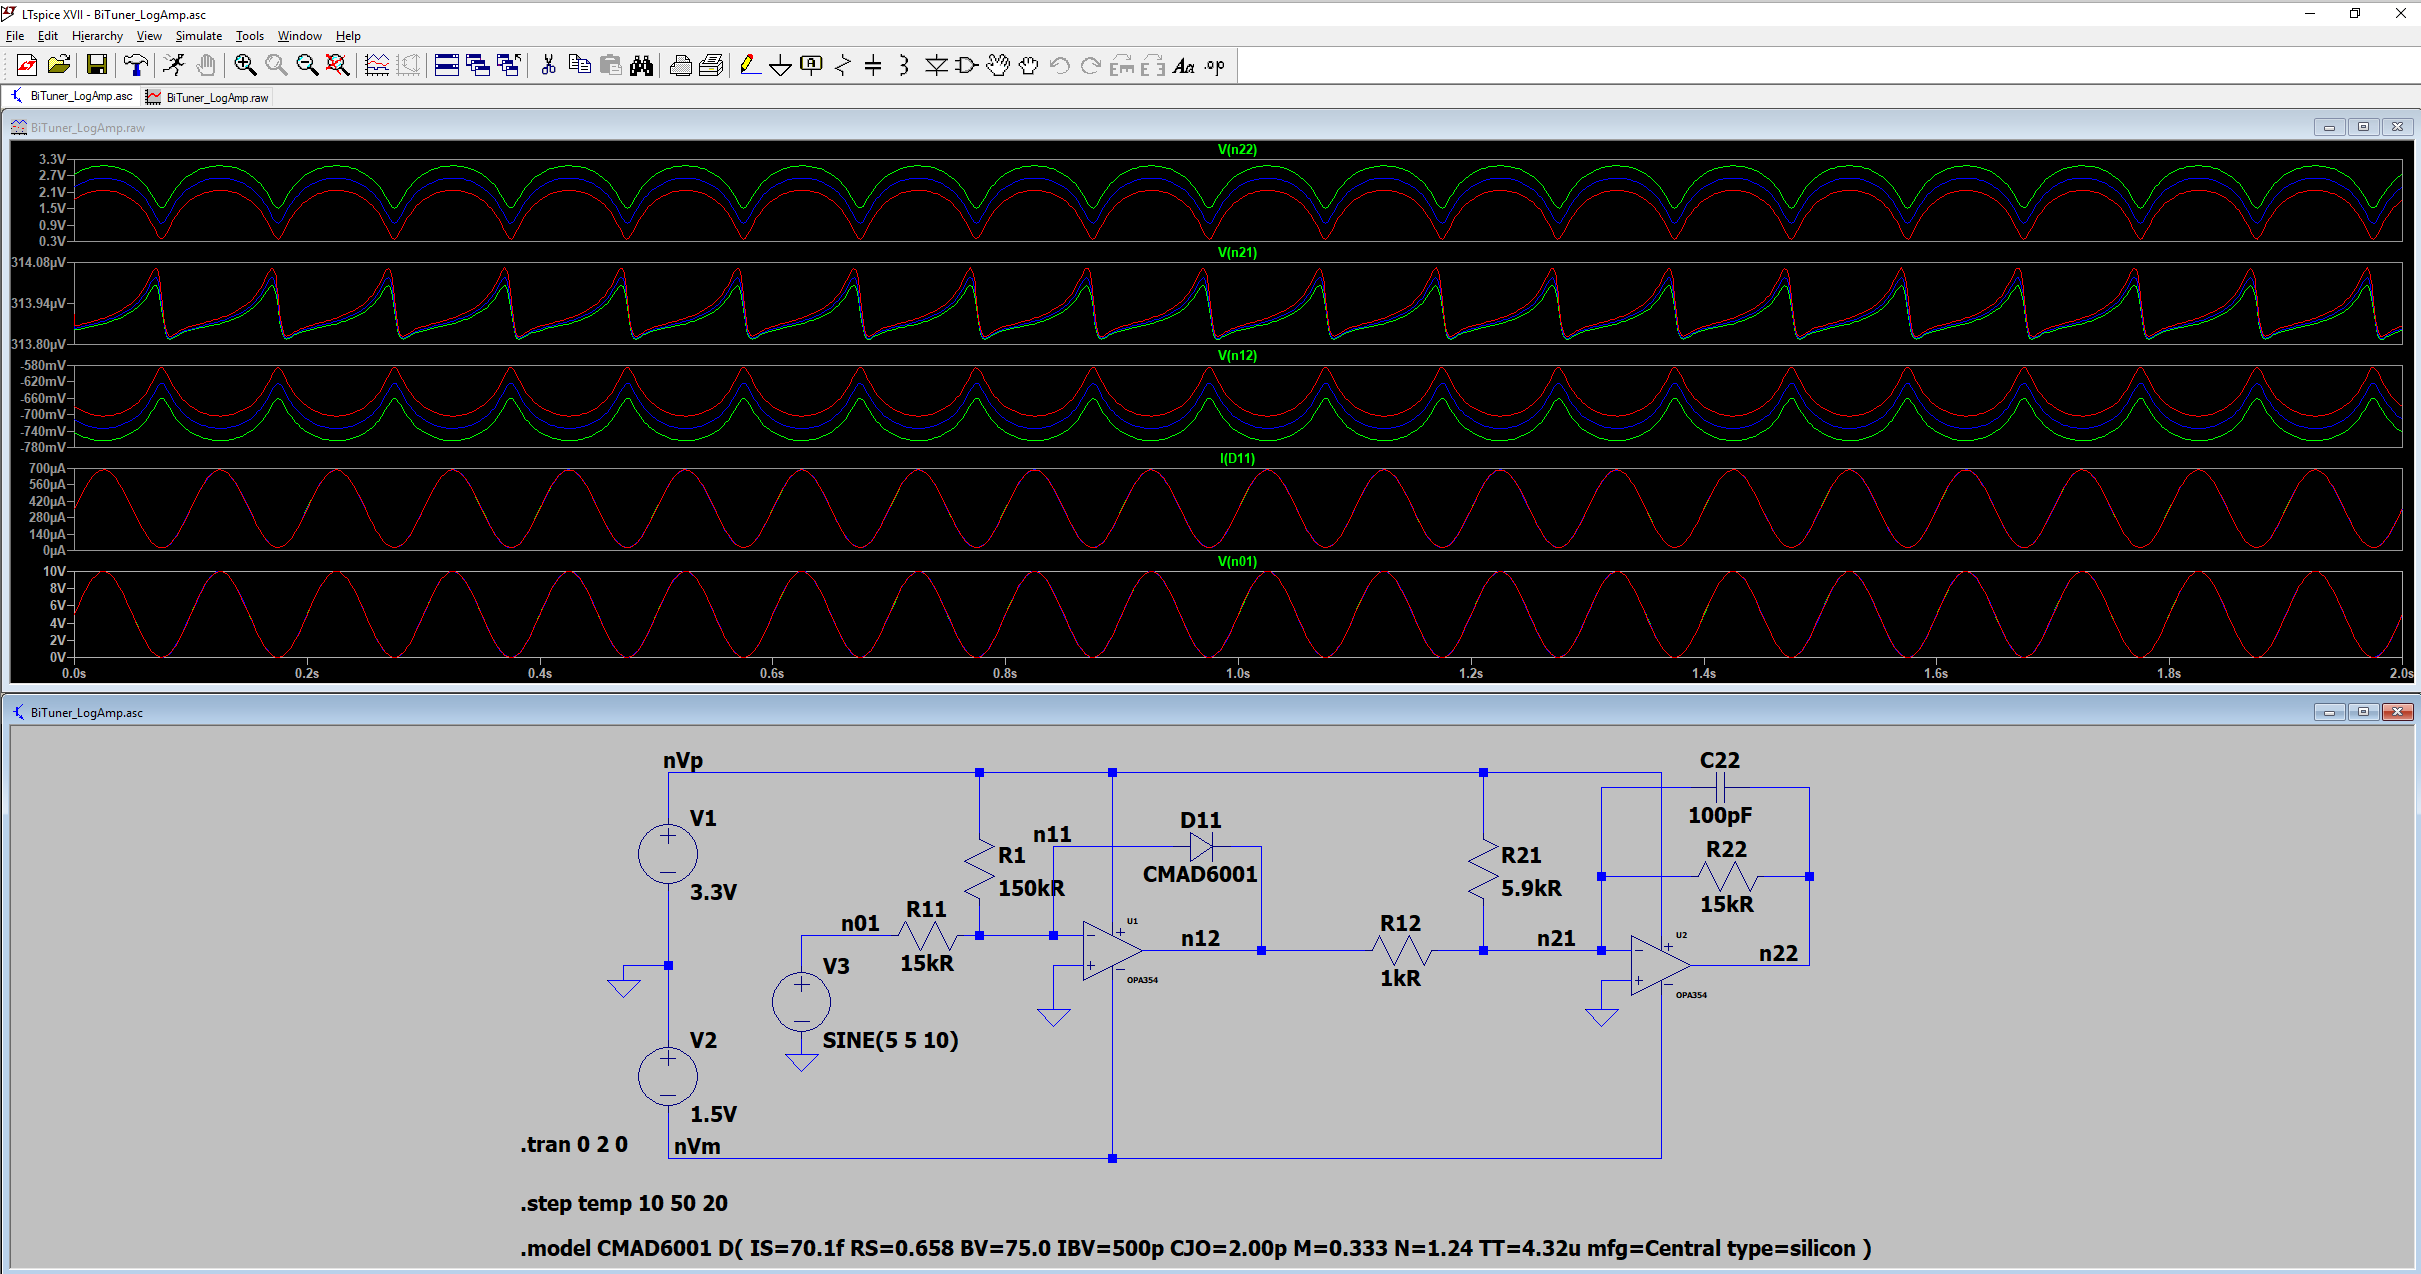 LTspice XVII - BiTuner_LogAmp.asc
File Edit Hierarchy View Simulate Tools Window Help
BiTuner_LogAmp.asc BiTuner_LogAmp.raw
BiTuner_LogAmp.raw
V(n22)
3.3V
2.7V
2.1V
1.5V
0.9V
0.3V
V(n21)
314.08µV
313.94µV
313.80µV
V(n12)
-580mV
-620mV
-660mV
-700mV
-740mV
-780mV
I(D11)
700µA
560µA
420µA
280µA
140µA
0µA
V(n01)
10V
8V
6V
4V
2V
0V
0.0s 0.2s 0.4s 0.6s 0.8s 1.0s 1.2s 1.4s 1.6s 1.8s 2.0s
BiTuner_LogAmp.asc
nVp
V1
3.3V
V2
1.5V
nVm
n01
V3
SINE(5 5 10)
R11
15kR
R1
150kR
n11
D11
CMAD6001
U1
OPA354
n12
R12
1kR
R21
5.9kR
n21
C22
100pF
R22
15kR
U2
OPA354
n22
.tran 0 2 0
.step temp 10 50 20
.model CMAD6001 D( IS=70.1f RS=0.658 BV=75.0 IBV=500p CJO=2.00p M=0.333 N=1.24 TT=4.32u mfg=Central type=silicon )